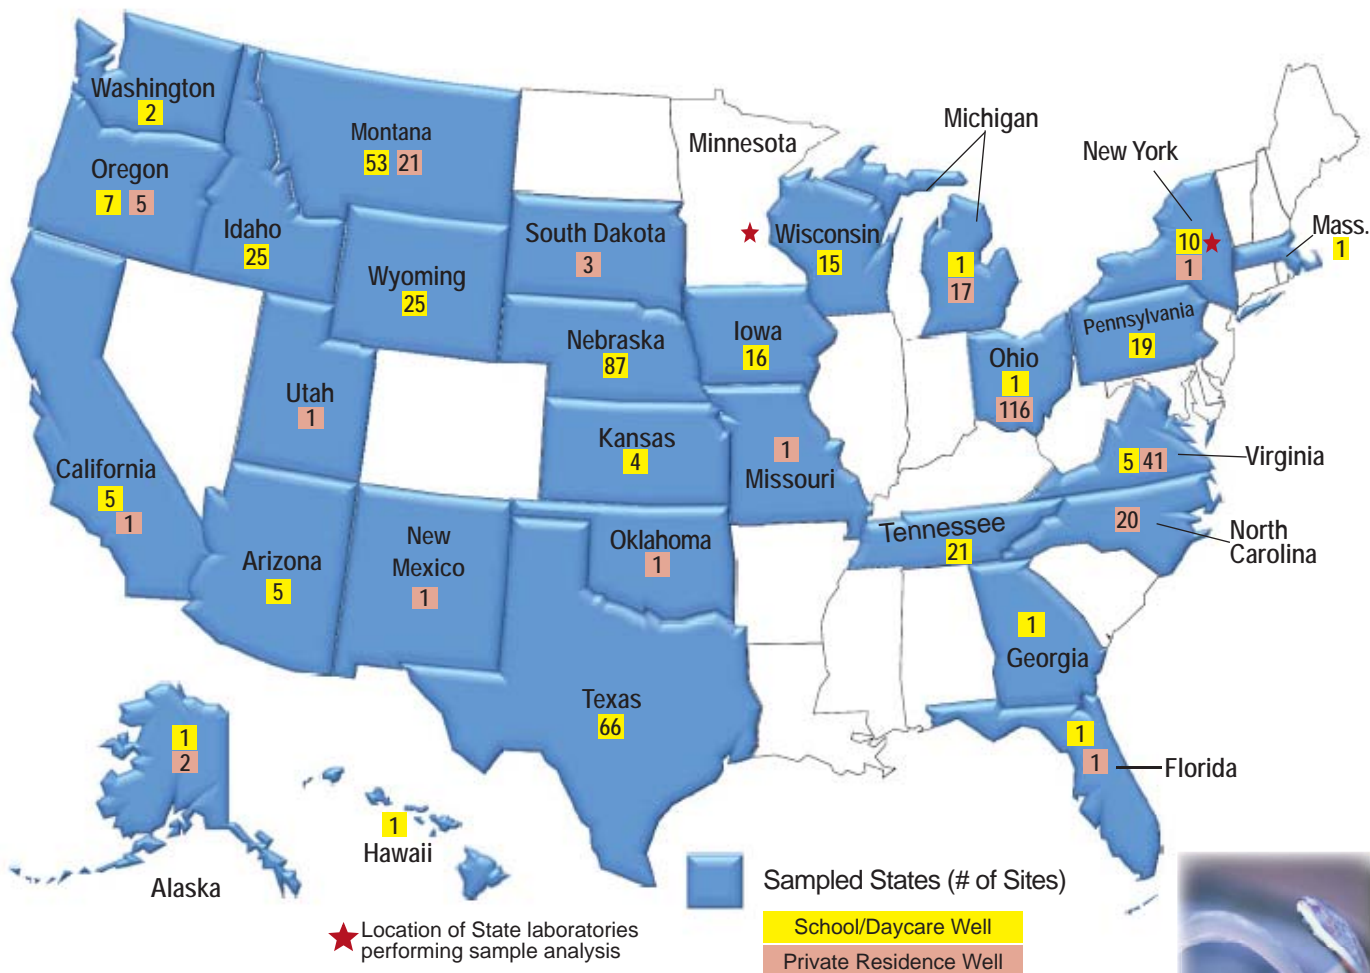 Washington
2
Oregon
7 5
Idaho
25
Montana
53 21
Wyoming
25
South Dakota
3
Minnesota
Wisconsin
15
Michigan
1
17
New York
10
1
Mass.
1
Pennsylvania
19
Ohio
1
116
Iowa
16
Nebraska
87
Utah
1
Kansas
4
1
Missouri
California
5
1
Arizona
5
New
Mexico
1
Oklahoma
1
Tennessee
21
5 41
Virginia
20
North
Carolina
1
Georgia
Texas
66
1
1
Florida
1
2
Alaska
1
Hawaii
Location of State laboratories
performing sample analysis
Sampled States (# of Sites)
School/Daycare Well
Private Residence Well